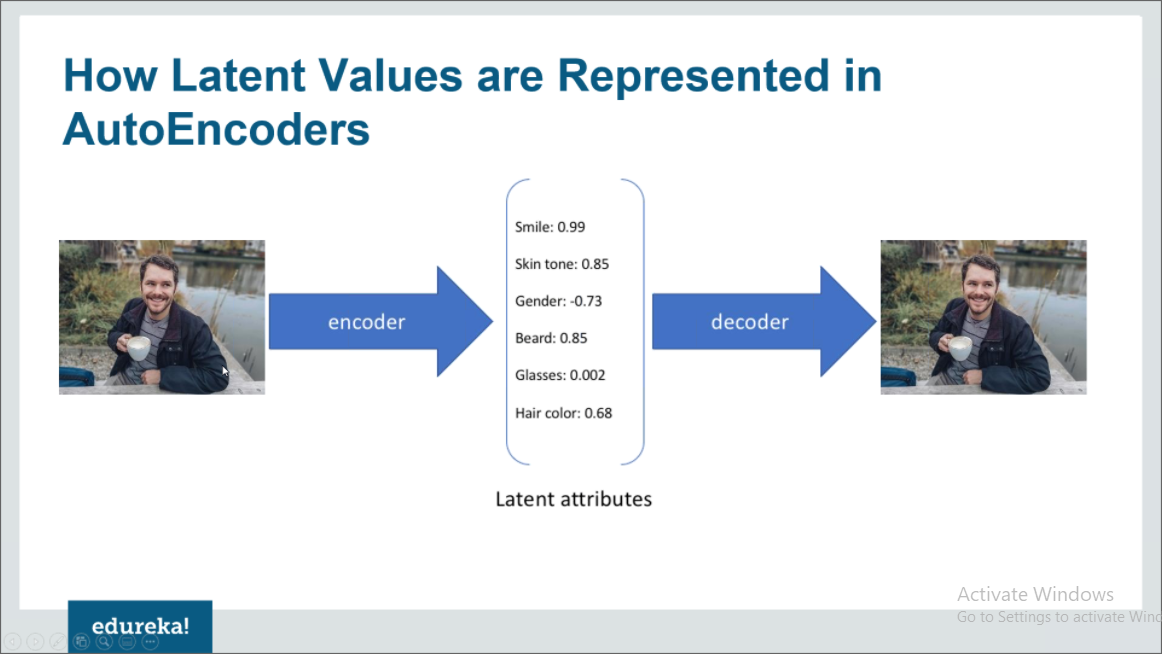 How Latent Values are Represented in
AutoEncoders
Smile: 0.99
Skin tone: 0.85
encoder
Gender: -0.73
decoder
Beard: 0.85
Glasses: 0.002
Hair color: 0.68
Latent attributes
Activate Windows
Go to Settings to activate Wind
edureka!